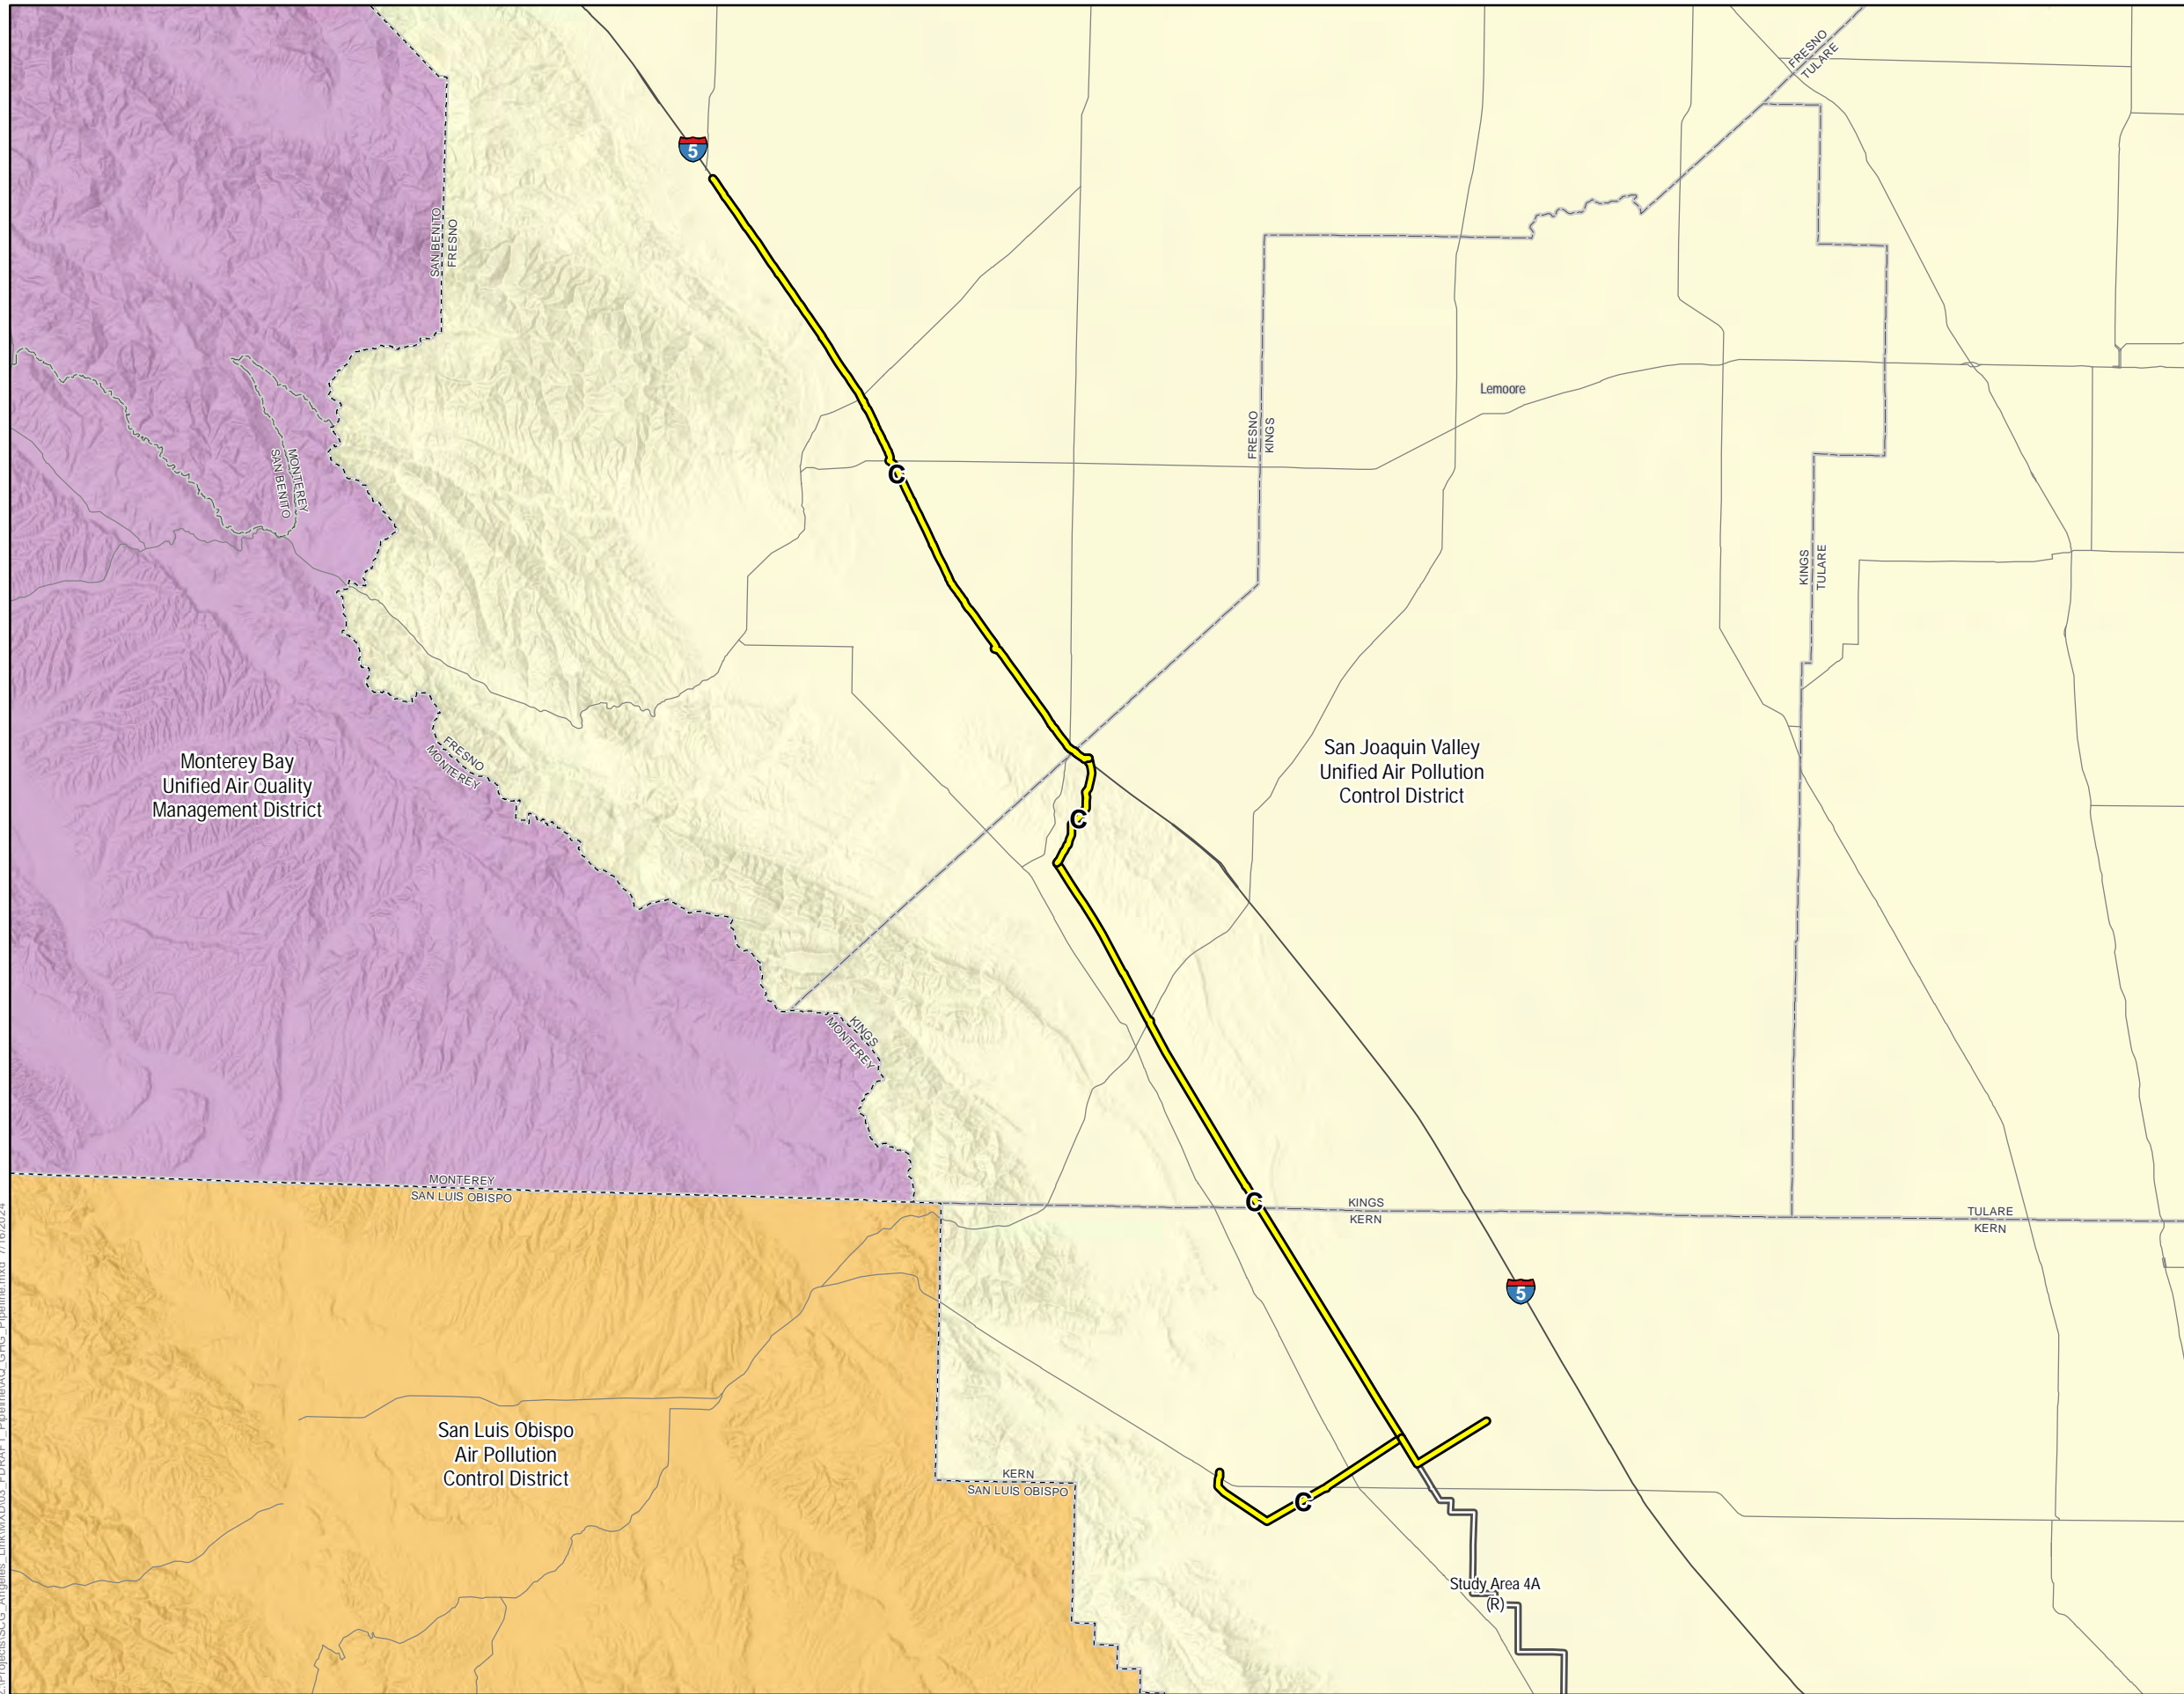 FRESNO
TULARE
5
SAN BENITO
FRESNO
Lemoore
FRESNO
KINGS
MONTEREY
SAN BENITO
C
KINGS
TULARE
San Joaquin Valley
Unified Air Pollution
Control District
Monterey Bay
Unified Air Quality
Management District
FRESNO
MONTEREY
C
KINGS
MONTEREY
MONTEREY
SAN LUIS OBISPO
C
KINGS
KERN
TULARE
KERN
5
San Luis Obispo
Air Pollution
Control District
KERN
SAN LUIS OBISPO
C
Study Area 4A
(R)